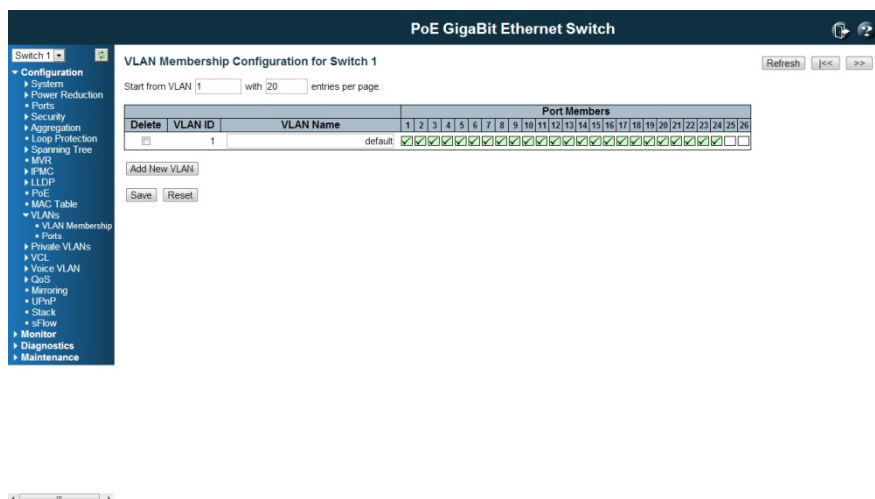 PoE GigaBit Ethernet Switch
Switch 1
Configuration
System
Power Reduction
Ports
Security
Aggregation
Loop Protection
Spanning Tree
MVR
IPMC
LLDP
PoE
MAC Table
VLANs
VLAN Membership
Ports
Private VLANs
VCL
Voice VLAN
QoS
Mirroring
UPnP
Stack
sFlow
Monitor
Diagnostics
Maintenance
VLAN Membership Configuration for Switch 1
Refresh |<< >>
Start from VLAN 1 with 20 entries per page.
Port Members
Delete VLAN ID VLAN Name 1 2 3 4 5 6 7 8 9 10 11 12 13 14 15 16 17 18 19 20 21 22 23 24 25 26
1 default
Add New VLAN
Save Reset